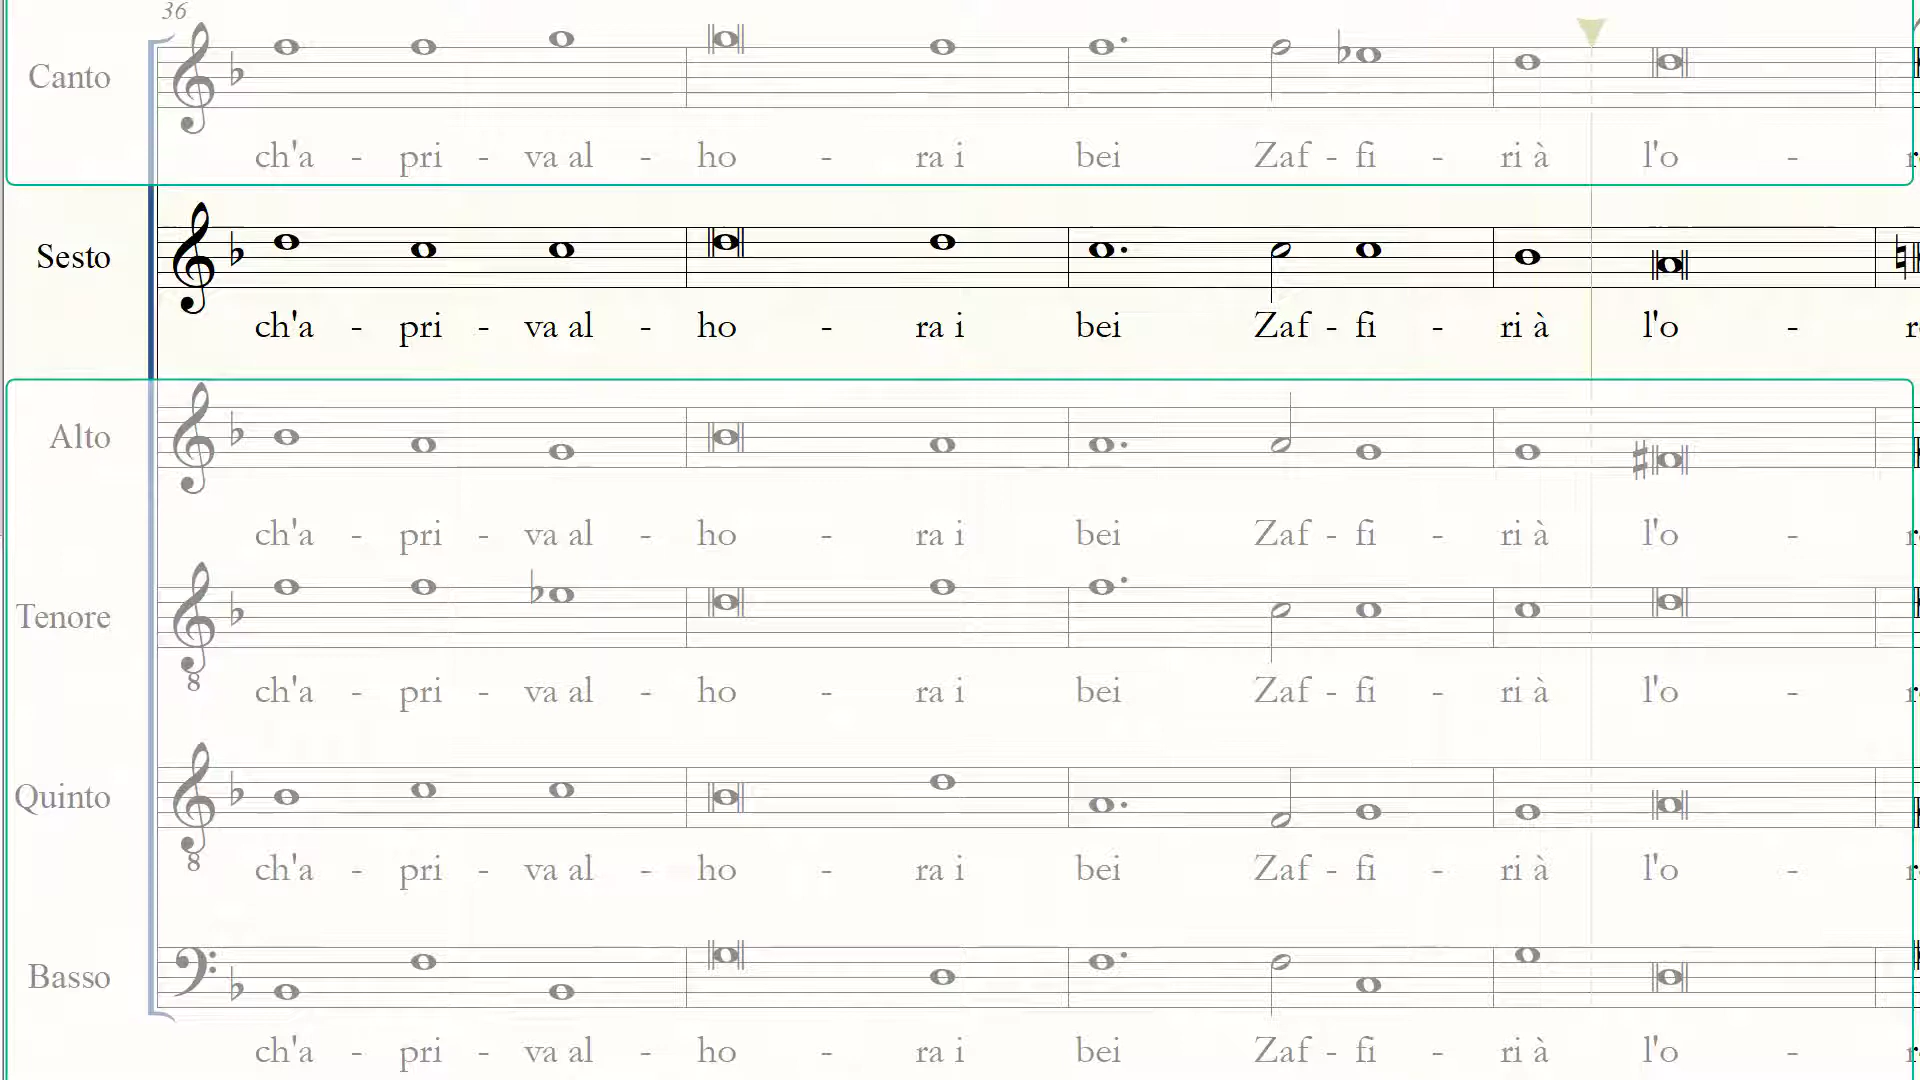 36
Canto
ch'a - pri - va al - ho - ra i bei Zaf - fi - ri à l'o -
Sesto
ch'a - pri - va al - ho - ra i bei Zaf - fi - ri à l'o -
Alto
ch'a - pri - va al - ho - ra i bei Zaf - fi - ri à l'o -
Tenore
8
ch'a - pri - va al - ho - ra i bei Zaf - fi - ri à l'o -
Quinto
8
ch'a - pri - va al - ho - ra i bei Zaf - fi - ri à l'o -
Basso
ch'a - pri - va al - ho - ra i bei Zaf - fi - ri à l'o -